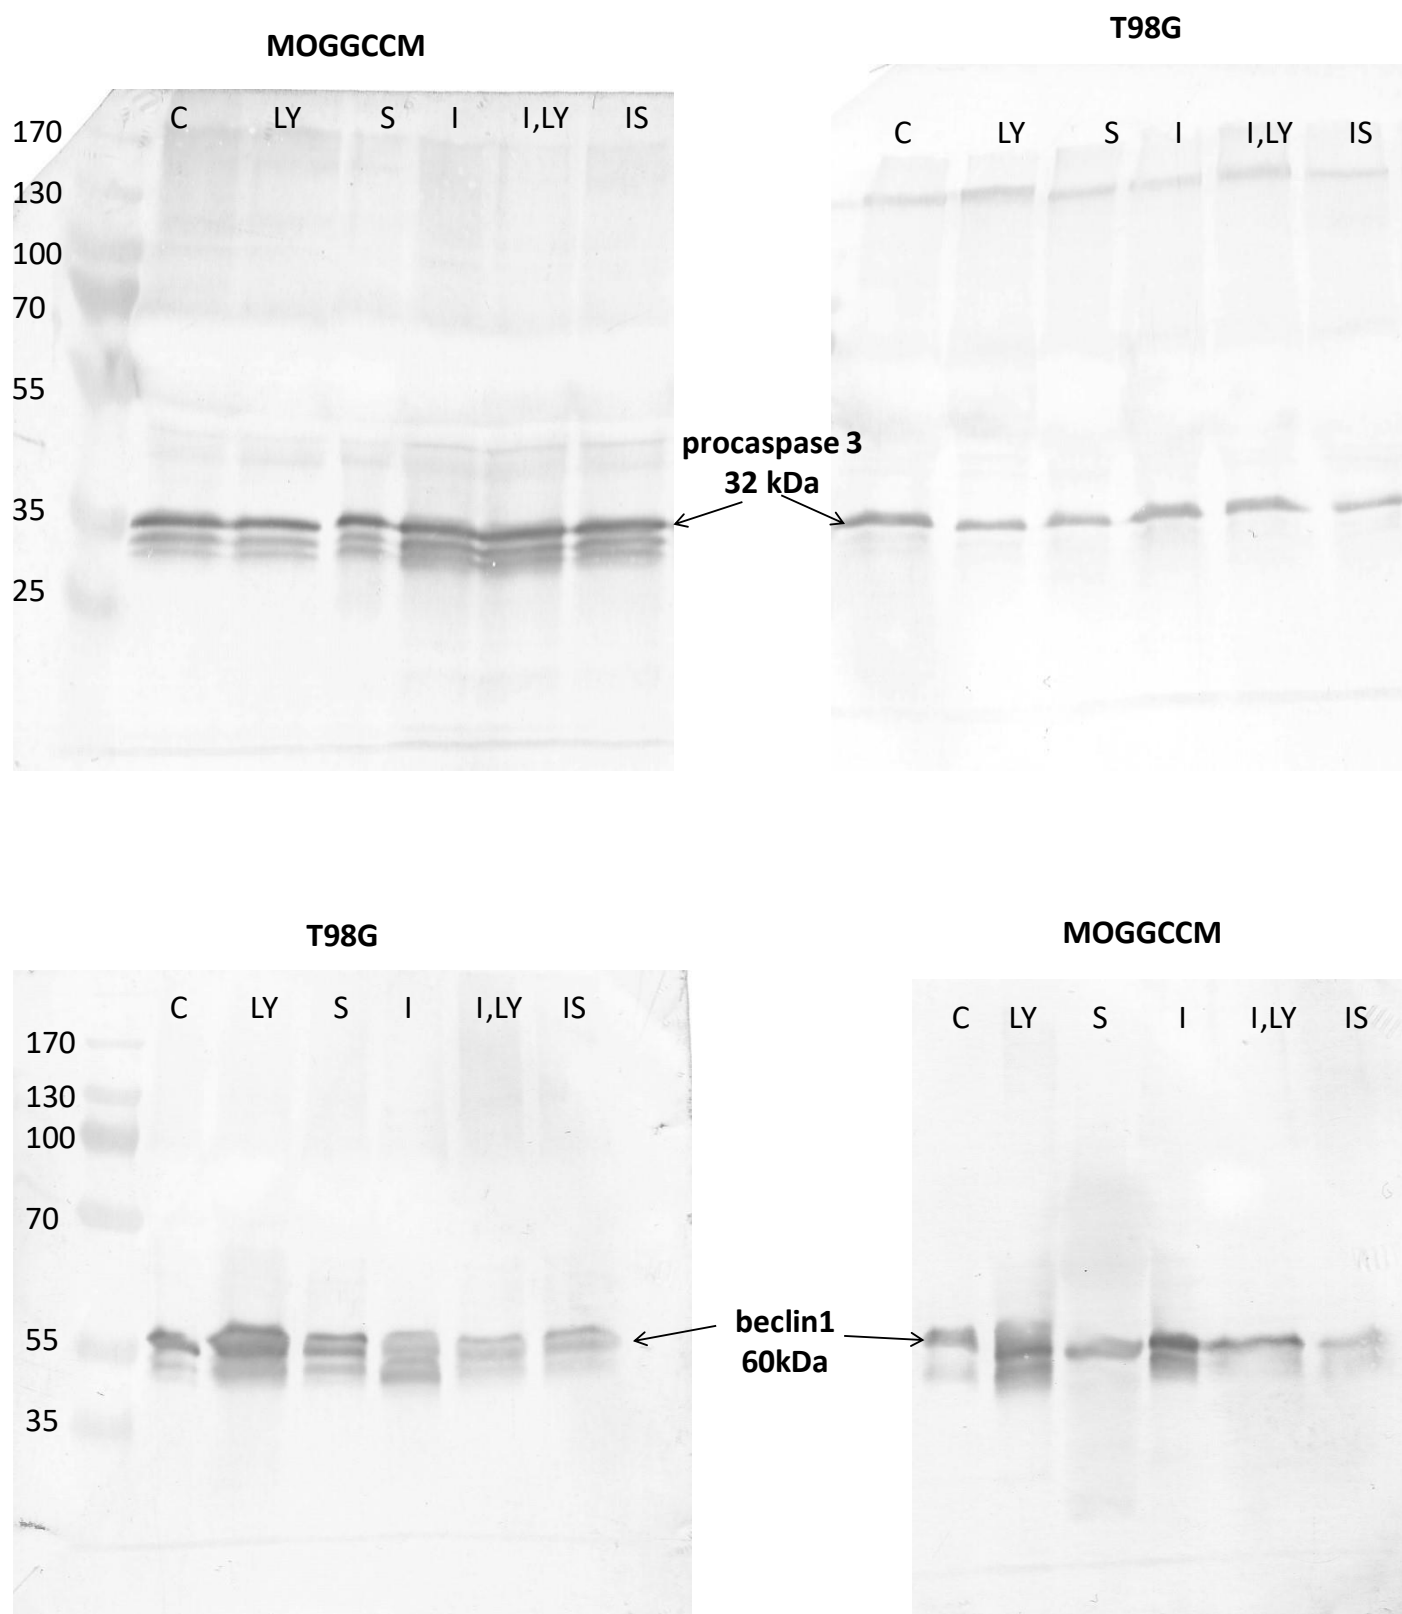 MOGGCCM
C LY S I I,LY IS
170
130
100
70
55
35
25
T98G
C LY S I I,LY IS
procaspase 3
32 kDa
T98G
C LY S I I,LY IS
170
130
100
70
55
35
MOGGCCM
C LY S I I,LY IS
beclin1
60kDa